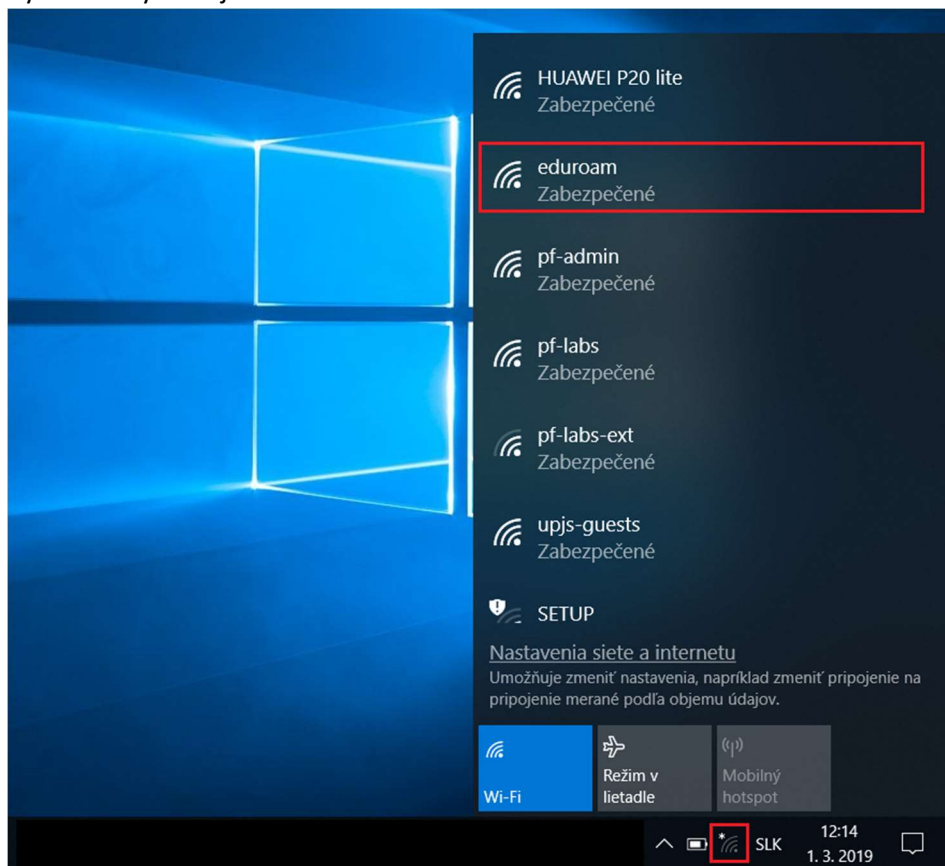 HUAWEI P20 lite
Zabezpečené
eduroam
Zabezpečené
pf-admin
Zabezpečené
pf-labs
Zabezpečené
pf-labs-ext
Zabezpečené
upjs-guests
Zabezpečené
SETUP
Nastavenia siete a internetu
Umožňuje zmeniť nastavenia, napríklad zmeniť pripojenie na
pripojenie merané podľa objemu údajov.
Wi-Fi
Režim v
lietadle
Mobilný
hotspot
SLK
12:14
1. 3. 2019